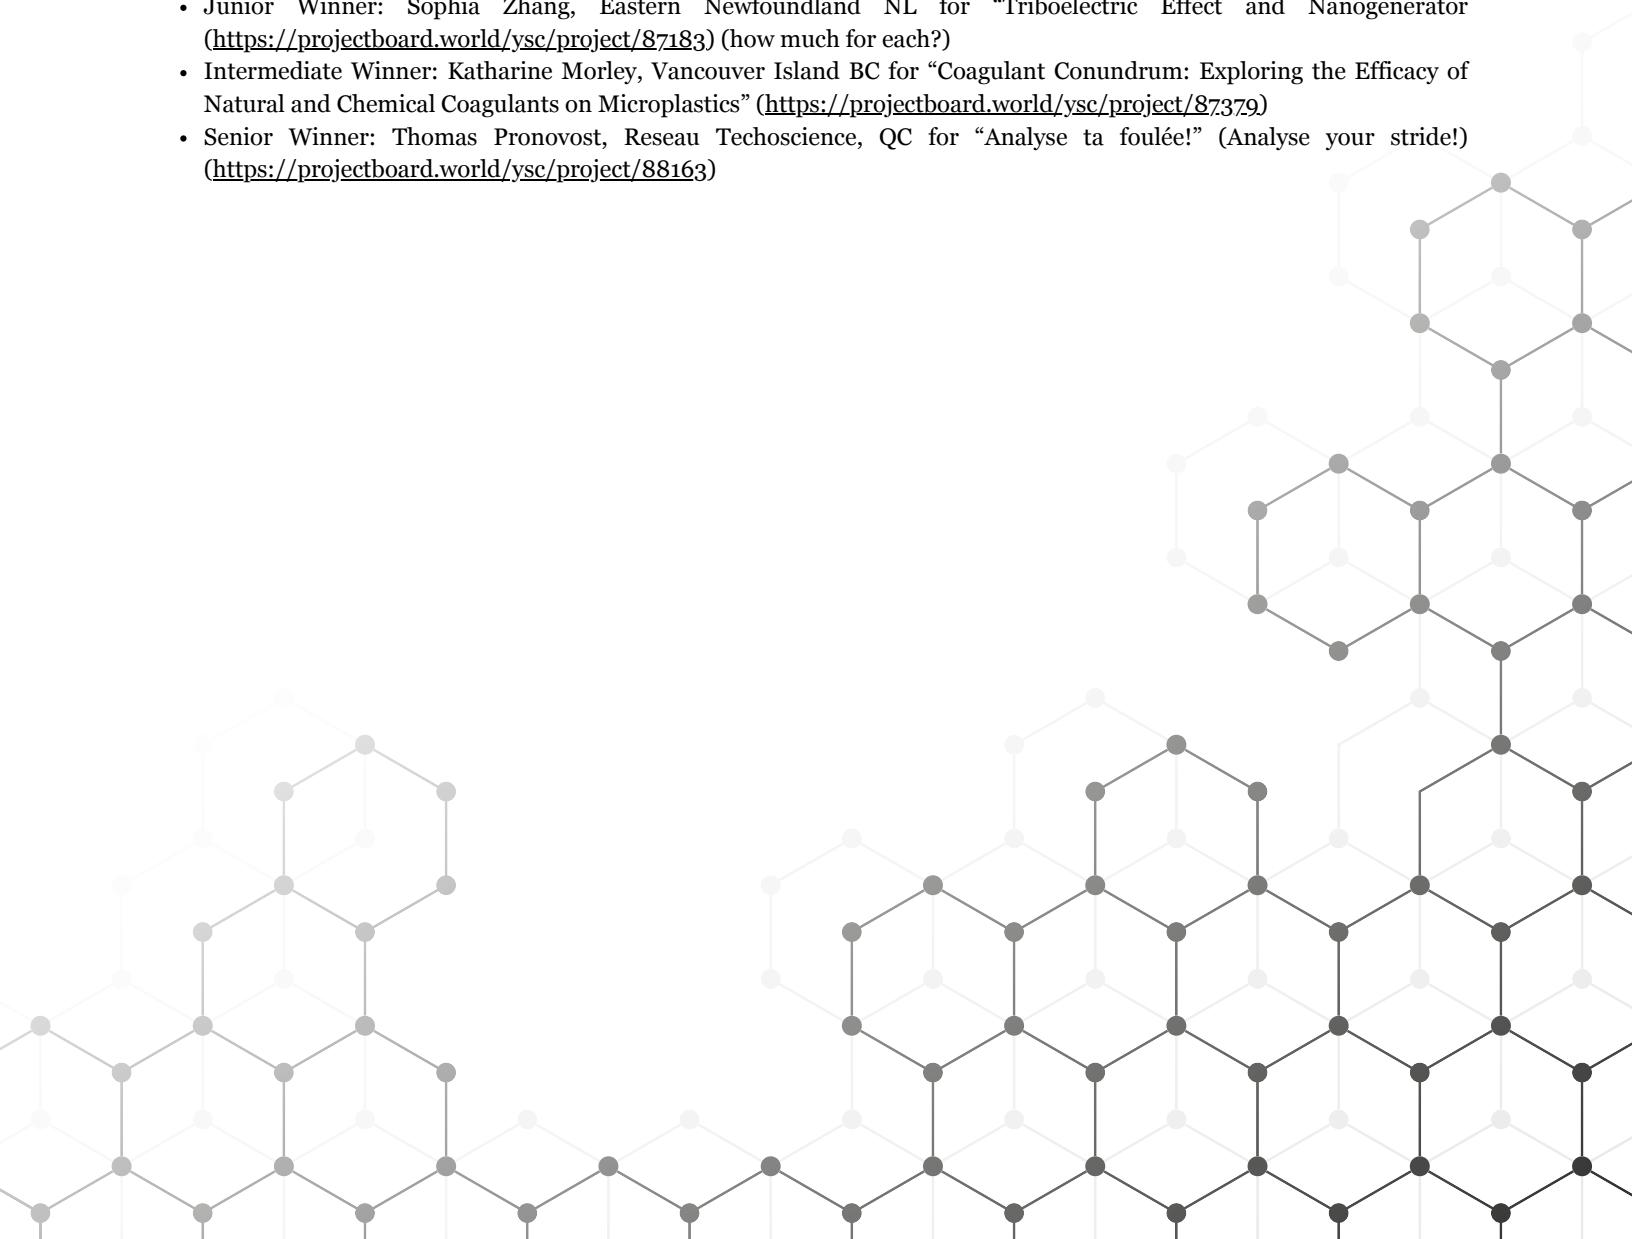 • Junior Winner: Sophia Zhang, Eastern Newfoundland NL for “Triboelectric Effect and Nanogenerator
(https://projectboard.world/ysc/project/87183) (how much for each?)
• Intermediate Winner: Katharine Morley, Vancouver Island BC for “Coagulant Conundrum: Exploring the Efficacy of
Natural and Chemical Coagulants on Microplastics” (https://projectboard.world/ysc/project/87379)
• Senior Winner: Thomas Pronovost, Reseau Techoscience, QC for “Analyse ta foulée!” (Analyse your stride!)
(https://projectboard.world/ysc/project/88163)